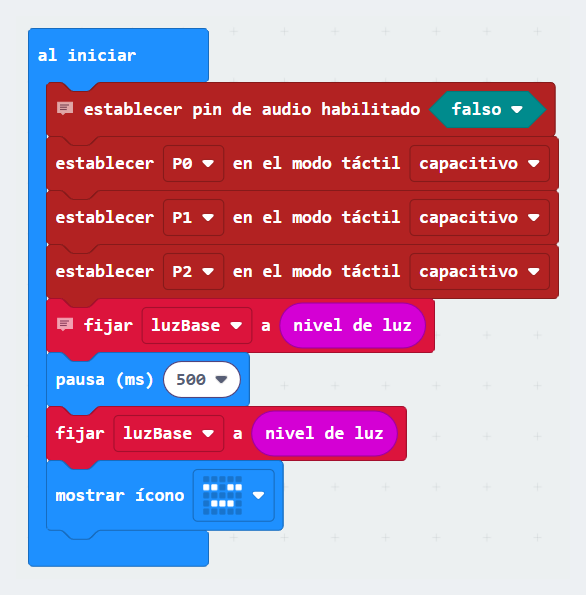 al iniciar
establecer pin de audio habilitado falso
establecer P0 en el modo táctil capacitivo
establecer P1 en el modo táctil capacitivo
establecer P2 en el modo táctil capacitivo
fijar luzBase a nivel de luz
pausa (ms) 500
fijar luzBase a nivel de luz
mostrar ícono